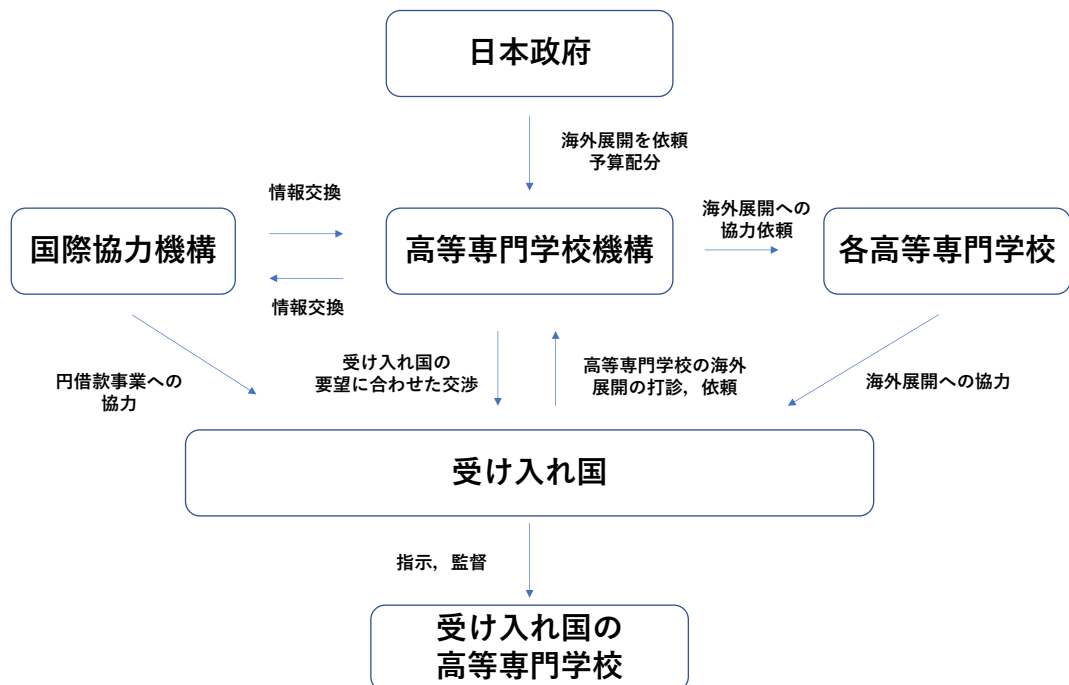 日本政府
海外展開を依頼
予算配分
情報交換
海外展開への
協力依頼
国際協力機構
高等専門学校機構
各高等専門学校
情報交換
円借款事業への
協力
受け入れ国の
要望に合わせた交渉
高等専門学校の海外
展開の打診，依頼
海外展開への協力
受け入れ国
指示，監督
受け入れ国の
高等専門学校